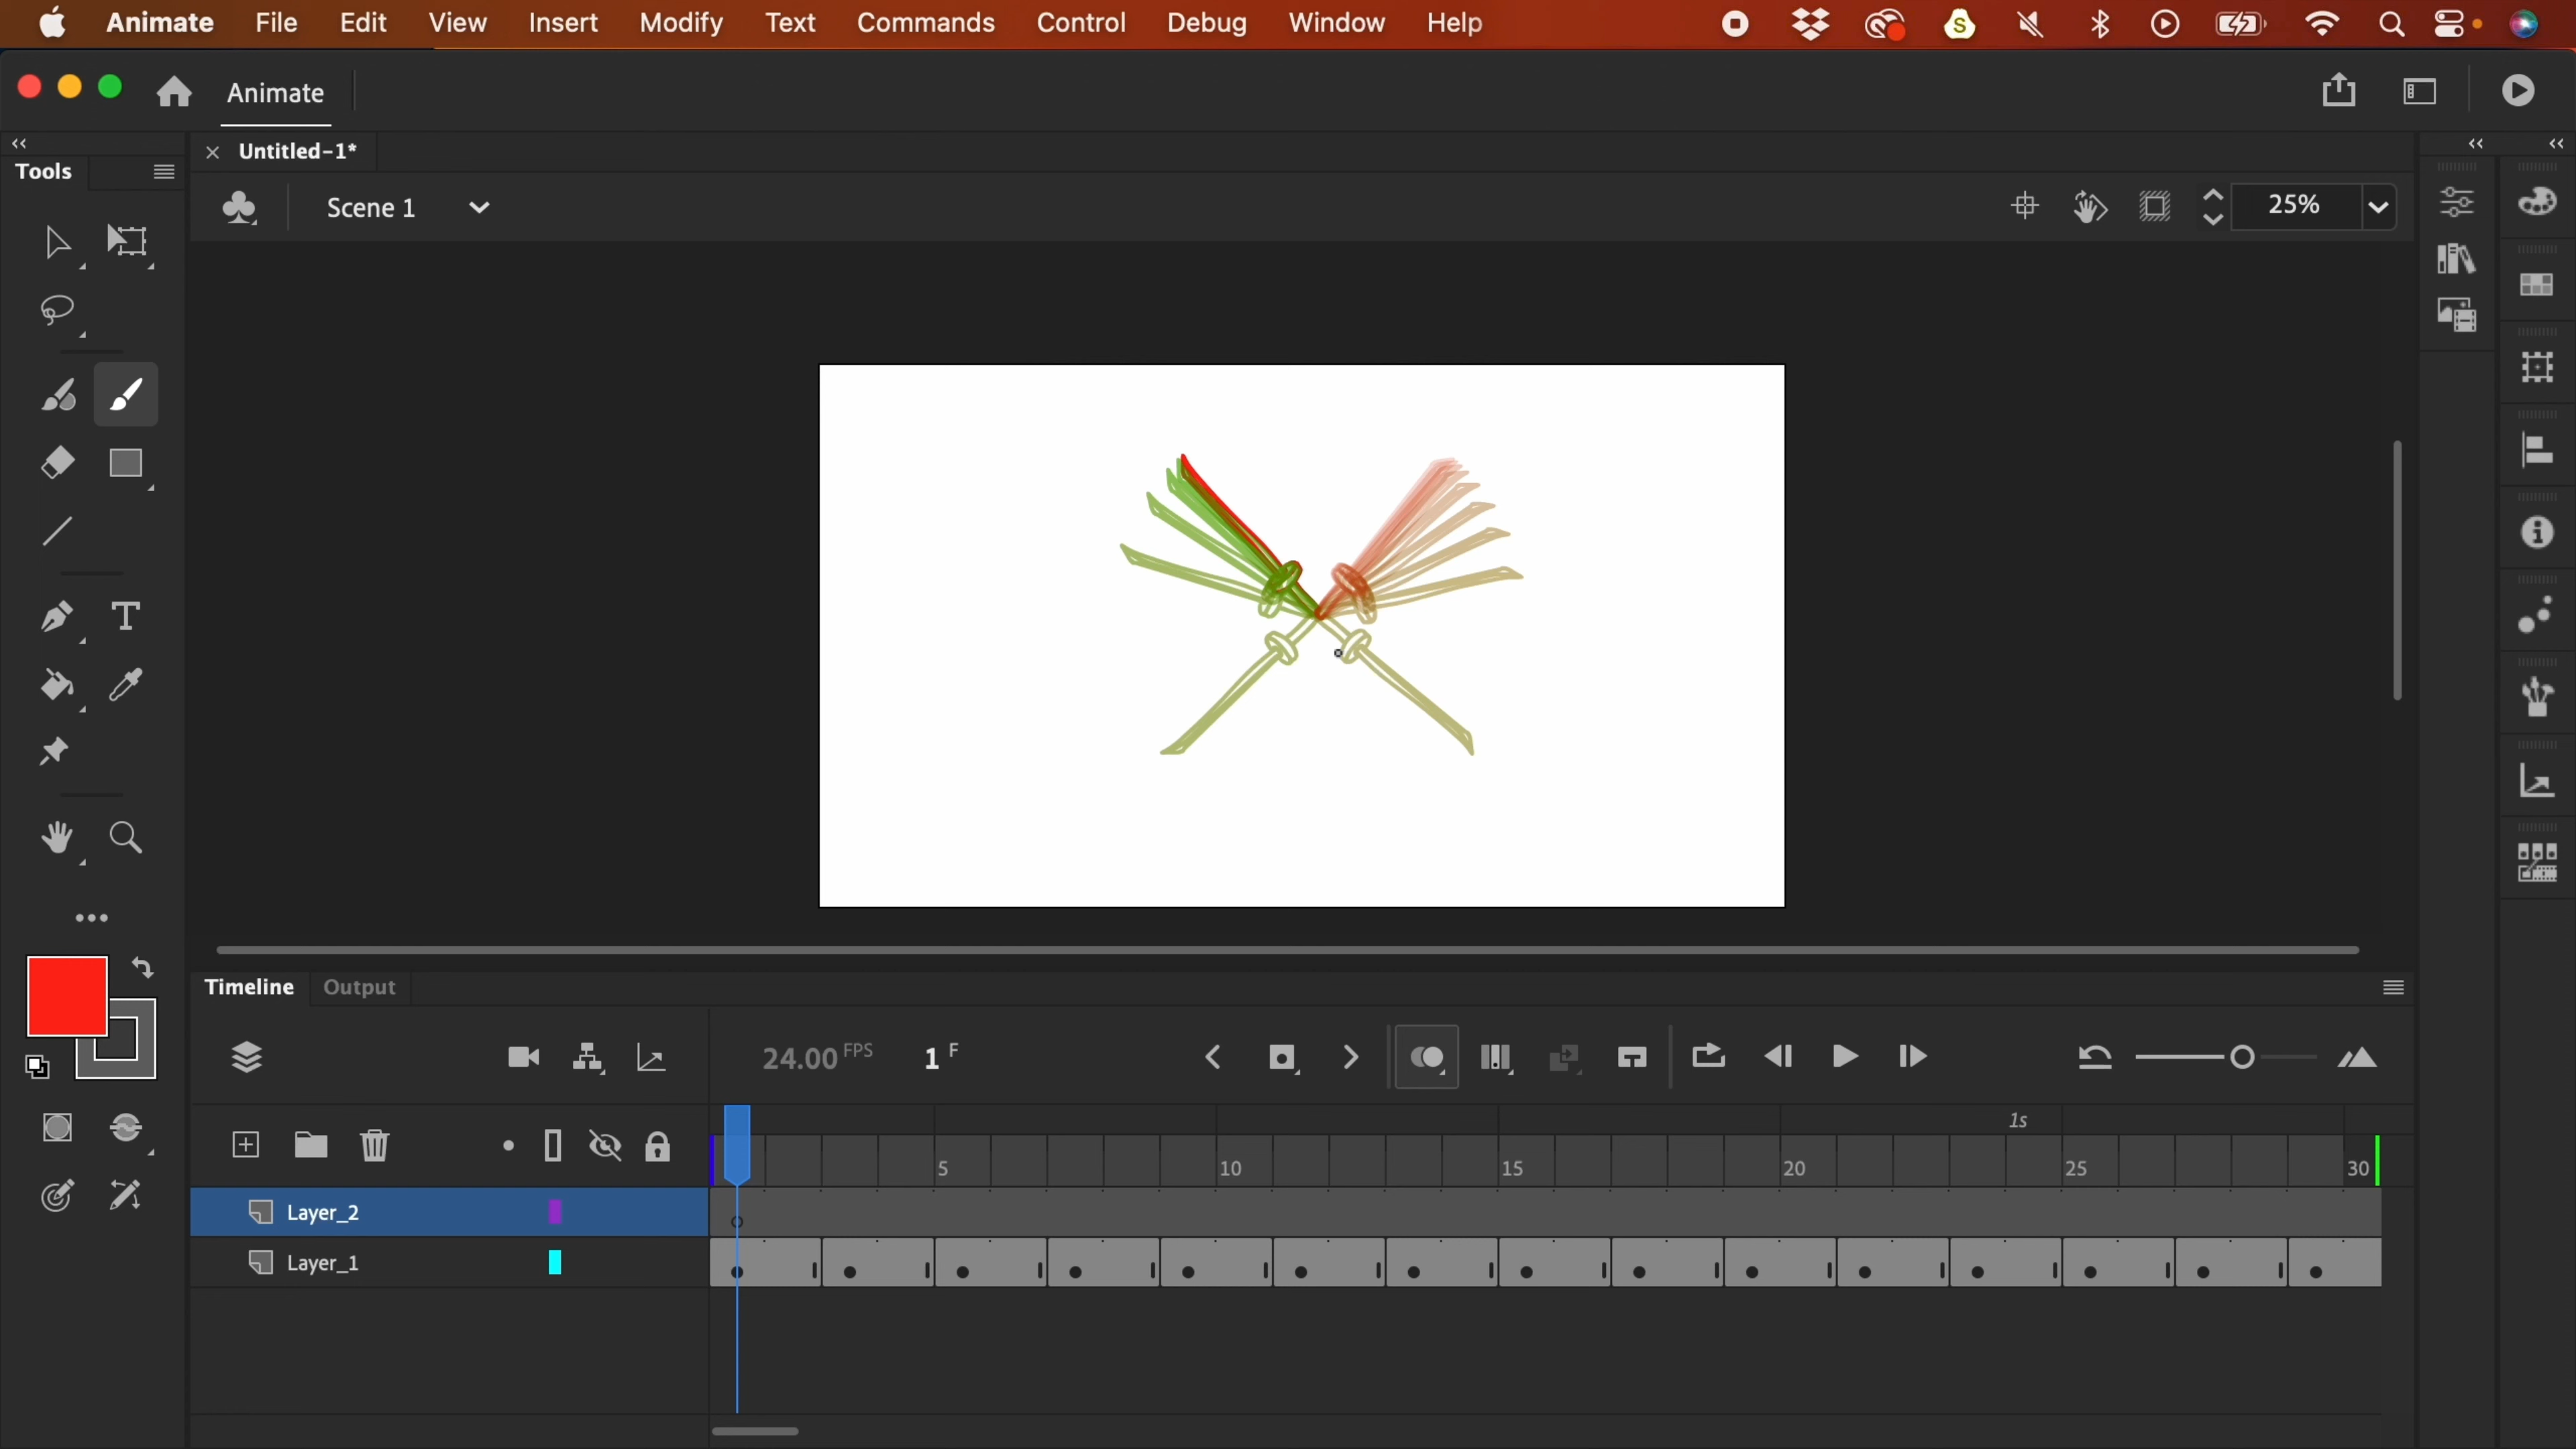 Animate File Edit View Insert Modify Text Commands Control Debug Window Help
Animate
Tools
Untitled-1*
Scene 1
25%
T
Timeline Output
24.00 FPS 1 F
1s
5 10 15 20 25 30
Layer_2
Layer_1